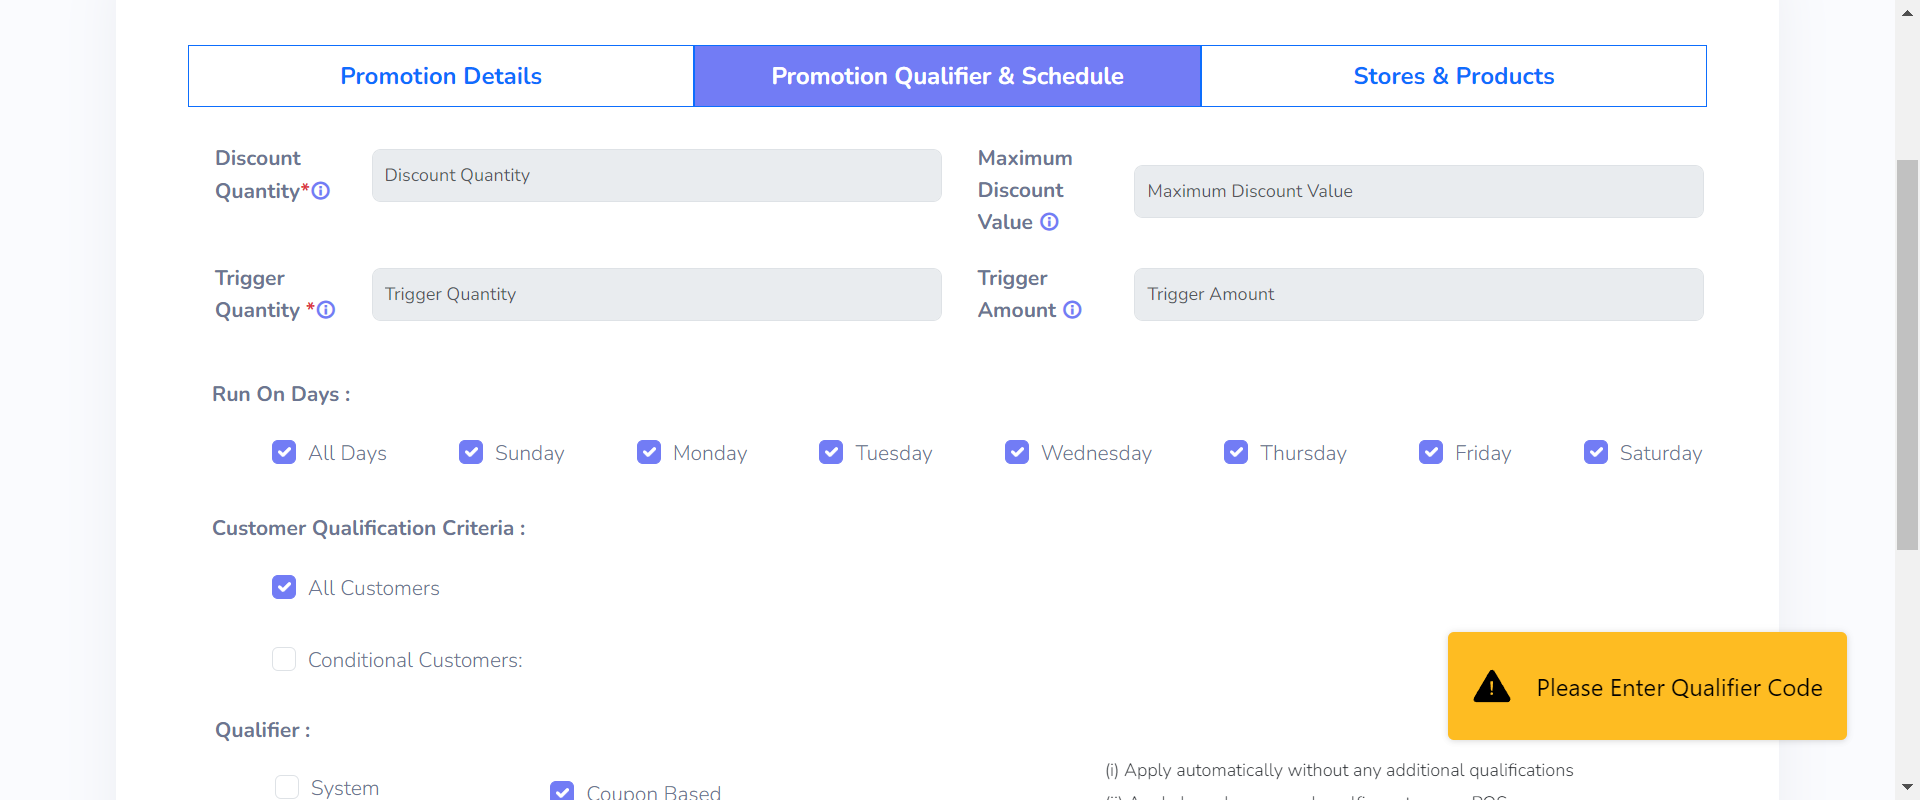 Promotion Details
Promotion Qualifier & Schedule
Stores & Products
Discount
Quantity*
Discount Quantity
Maximum
Discount
Value
Maximum Discount Value
Trigger
Quantity *
Trigger Quantity
Trigger
Amount
Trigger Amount
Run On Days :
All Days
Sunday
Monday
Tuesday
Wednesday
Thursday
Friday
Saturday
Customer Qualification Criteria :
All Customers
Conditional Customers:
Please Enter Qualifier Code
Qualifier :
(i) Apply automatically without any additional qualifications
System
Coupon Based